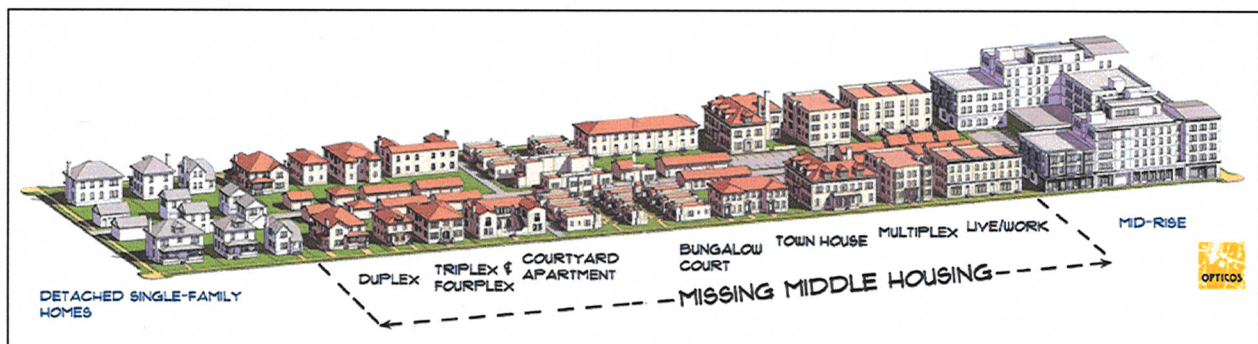 DETACHED SINGLE-FAMILY
HOMES
DUPLEX
TRIPLEX &
FOURPLEX
COURTYARD
APARTMENT
BUNGALOW
COURT
TOWN HOUSE
MULTIPLEX
LIVE/WORK
MID-RISE
MISSING MIDDLE HOUSING
OPTICOS